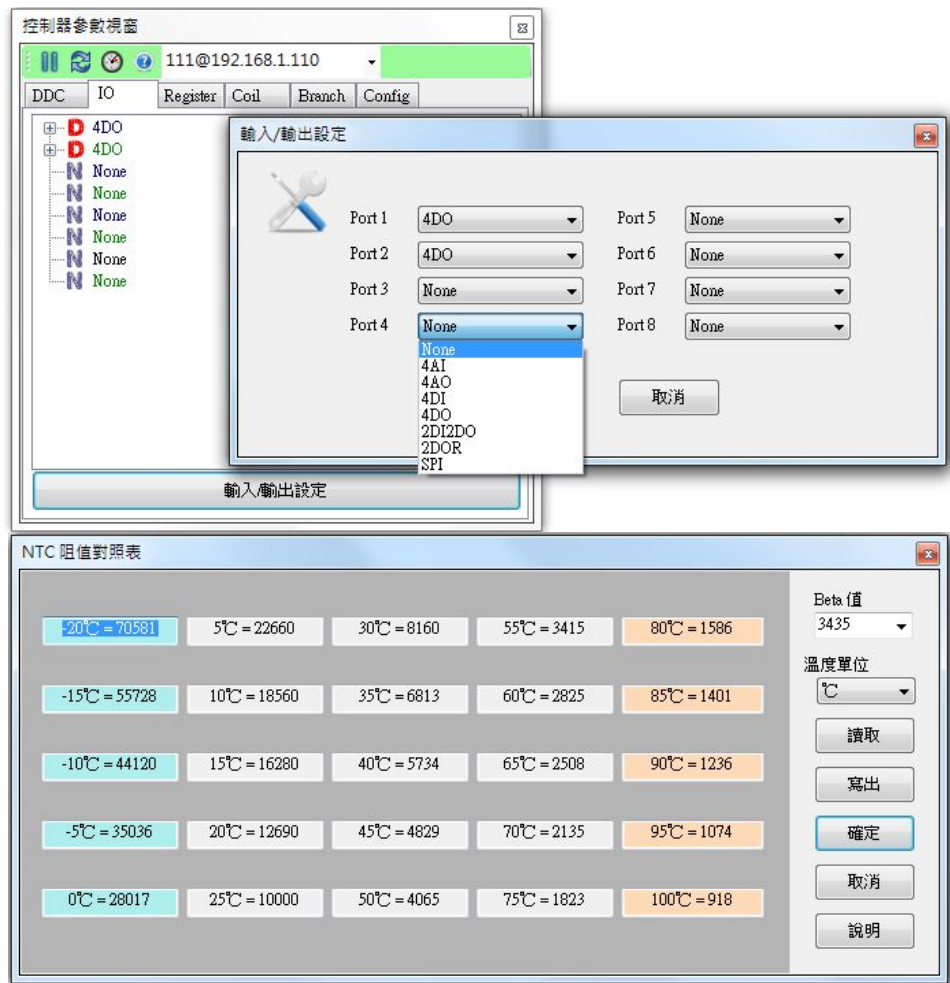 控制器參數視窗
111@192.168.1.110
DDC IO Register Coil Branch Config
4DO
4DO
None
None
None
None
None
None
輸入/輸出設定
輸入/輸出設定
Port 1 4DO
Port 2 4DO
Port 3 None
Port 4 None
None
4AI
4AO
4DI
4DO
2DI2DO
2DOR
SPI
Port 5 None
Port 6 None
Port 7 None
Port 8 None
取消
NTC 阻值對照表
-20℃ = 70581 5℃ = 22660 30℃ = 8160 55℃ = 3415 80℃ = 1586
-15℃ = 55728 10℃ = 18560 35℃ = 6813 60℃ = 2825 85℃ = 1401
-10℃ = 44120 15℃ = 16280 40℃ = 5734 65℃ = 2508 90℃ = 1236
-5℃ = 35036 20℃ = 12690 45℃ = 4829 70℃ = 2135 95℃ = 1074
0℃ = 28017 25℃ = 10000 50℃ = 4065 75℃ = 1823 100℃ = 918
Beta 值
3435
溫度單位
℃
讀取
寫出
確定
取消
說明